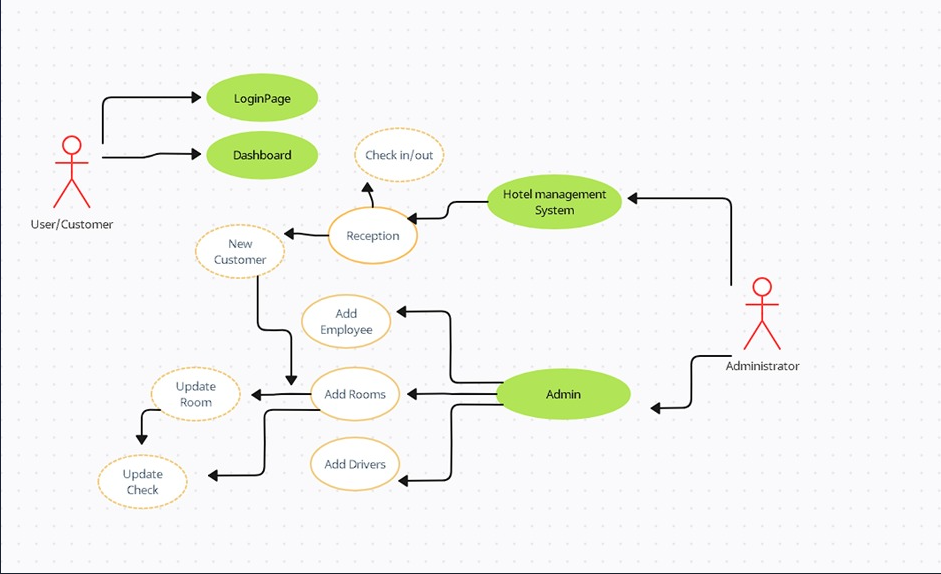 LoginPage
Dashboard
User/Customer
Check in/out
Hotel management
System
Reception
New
Customer
Add
Employee
Administrator
Update
Room
Add Rooms
Admin
Add Drivers
Update
Check